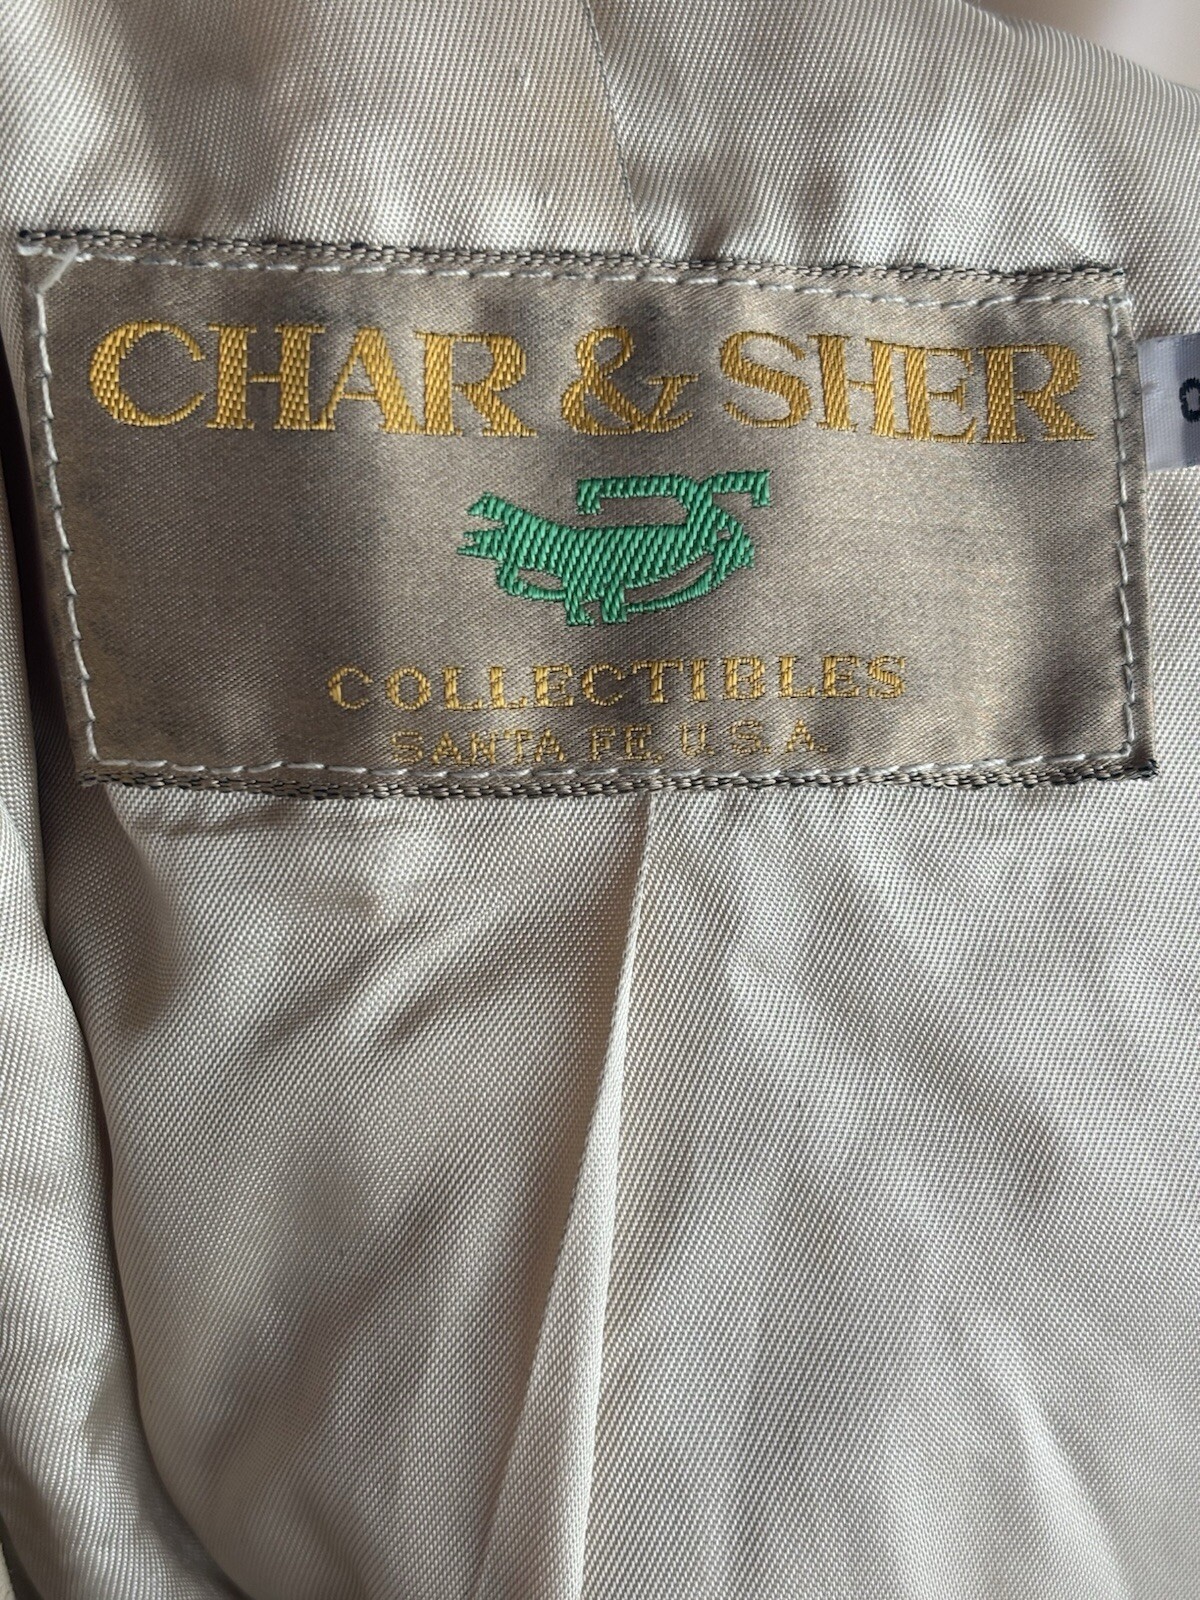 CHAR & SHER
COLLECTIBLES
SANTA FE, U.S.A.